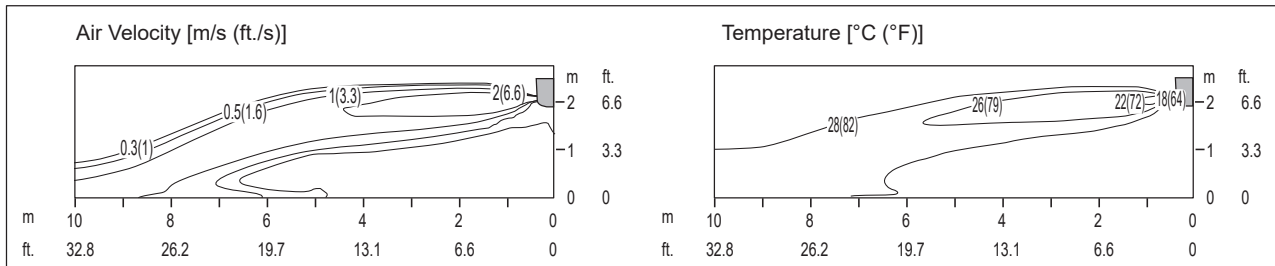 Air Velocity [m/s (ft./s)]
m ft.
2(6.6)
1(3.3)
0.5(1.6)
0.3(1)
2 6.6
1 3.3
0 0
m 10 8 6 4 2 0
ft. 32.8 26.2 19.7 13.1 6.6 0
Temperature [°C (°F)]
m ft.
18(64)
22(72)
26(79)
28(82)
2 6.6
1 3.3
0 0
m 10 8 6 4 2 0
ft. 32.8 26.2 19.7 13.1 6.6 0